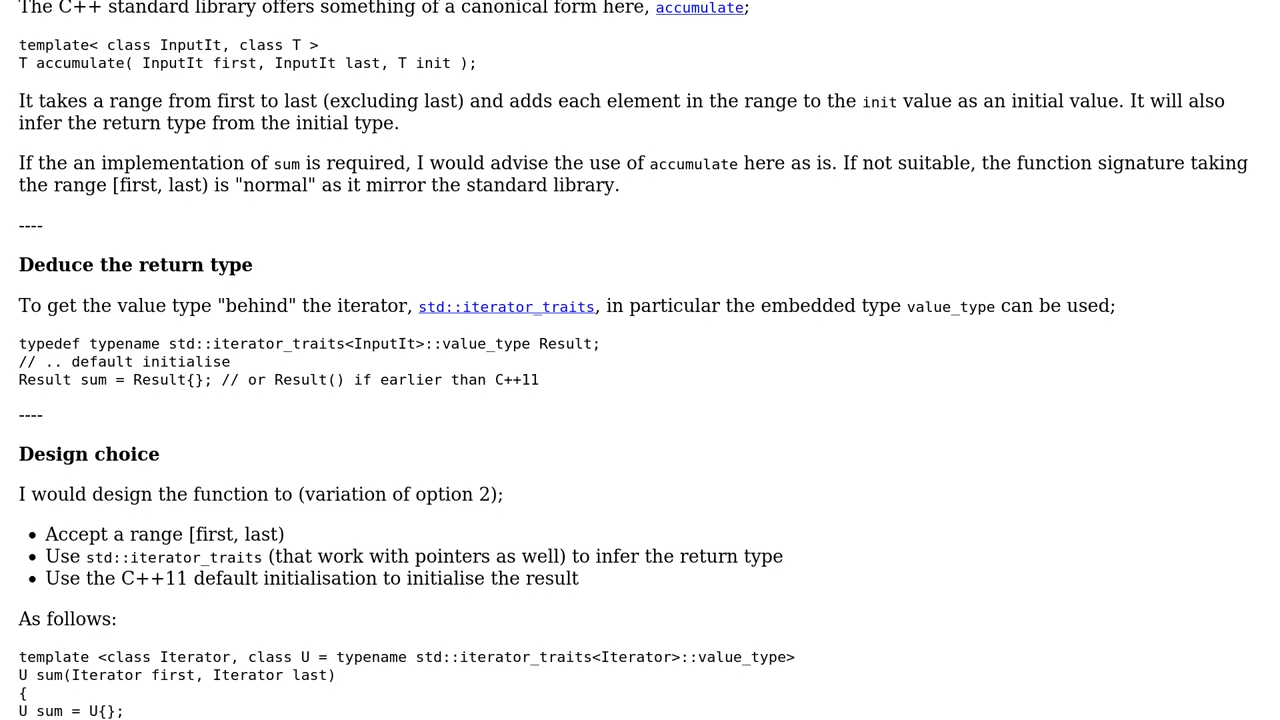 The C++ standard library offers something of a canonical form here, accumulate;
template< class InputIt, class T >
T accumulate( InputIt first, InputIt last, T init );
It takes a range from first to last (excluding last) and adds each element in the range to the init value as an initial value. It will also
infer the return type from the initial type.
If the an implementation of sum is required, I would advise the use of accumulate here as is. If not suitable, the function signature taking
the range [first, last) is "normal" as it mirror the standard library.
----
Deduce the return type
To get the value type "behind" the iterator, std::iterator_traits, in particular the embedded type value_type can be used;
typedef typename std::iterator_traits<InputIt>::value_type Result;
// .. default initialise
Result sum = Result{}; // or Result() if earlier than C++11
----
Design choice
I would design the function to (variation of option 2);
• Accept a range [first, last)
• Use std::iterator_traits (that work with pointers as well) to infer the return type
• Use the C++11 default initialisation to initialise the result
As follows:
template <class Iterator, class U = typename std::iterator_traits<Iterator>::value_type>
U sum(Iterator first, Iterator last)
{
U sum = U{};